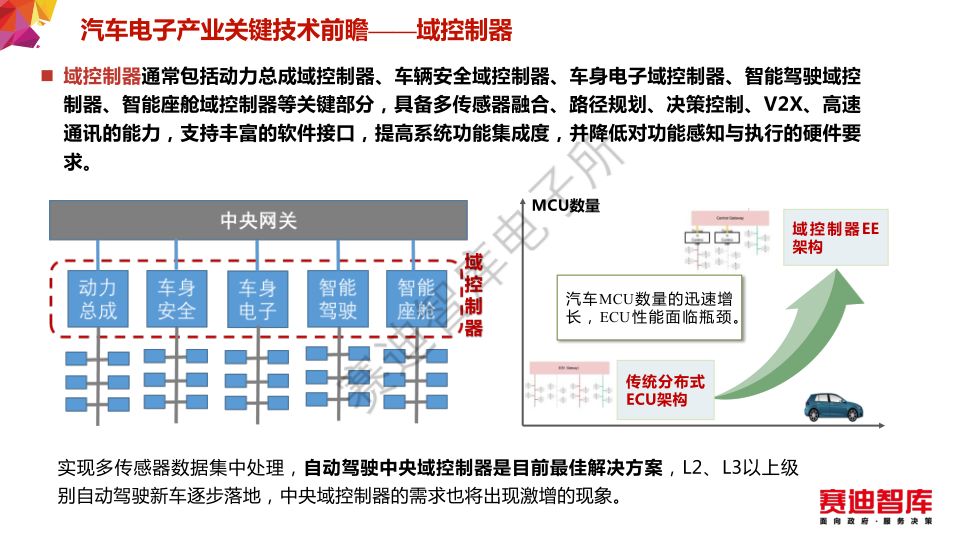 汽车电子产业关键技术前瞻——域控制器
域控制器通常包括动力总成域控制器、车辆安全域控制器、车身电子域控制器、智能驾驶域控
制器、智能座舱域控制器等关键部分，具备多传感器融合、路径规划、决策控制、V2X、高速
通讯的能力，支持丰富的软件接口，提高系统功能集成度，并降低对功能感知与执行的硬件要
求。
中央网关
域控制器
动力
总成
车身
安全
车身
电子
智能
驾驶
智能
座舱
MCU数量
Central Gateway
域控制器EE
架构
汽车MCU数量的迅速增
长，ECU性能面临瓶颈。
传统分布式
ECU架构
实现多传感器数据集中处理，自动驾驶中央域控制器是目前最佳解决方案，L2、L3以上级
别自动驾驶新车逐步落地，中央域控制器的需求也将出现激增的现象。
赛迪智库电子所
赛迪智库
面向政府·服务决策